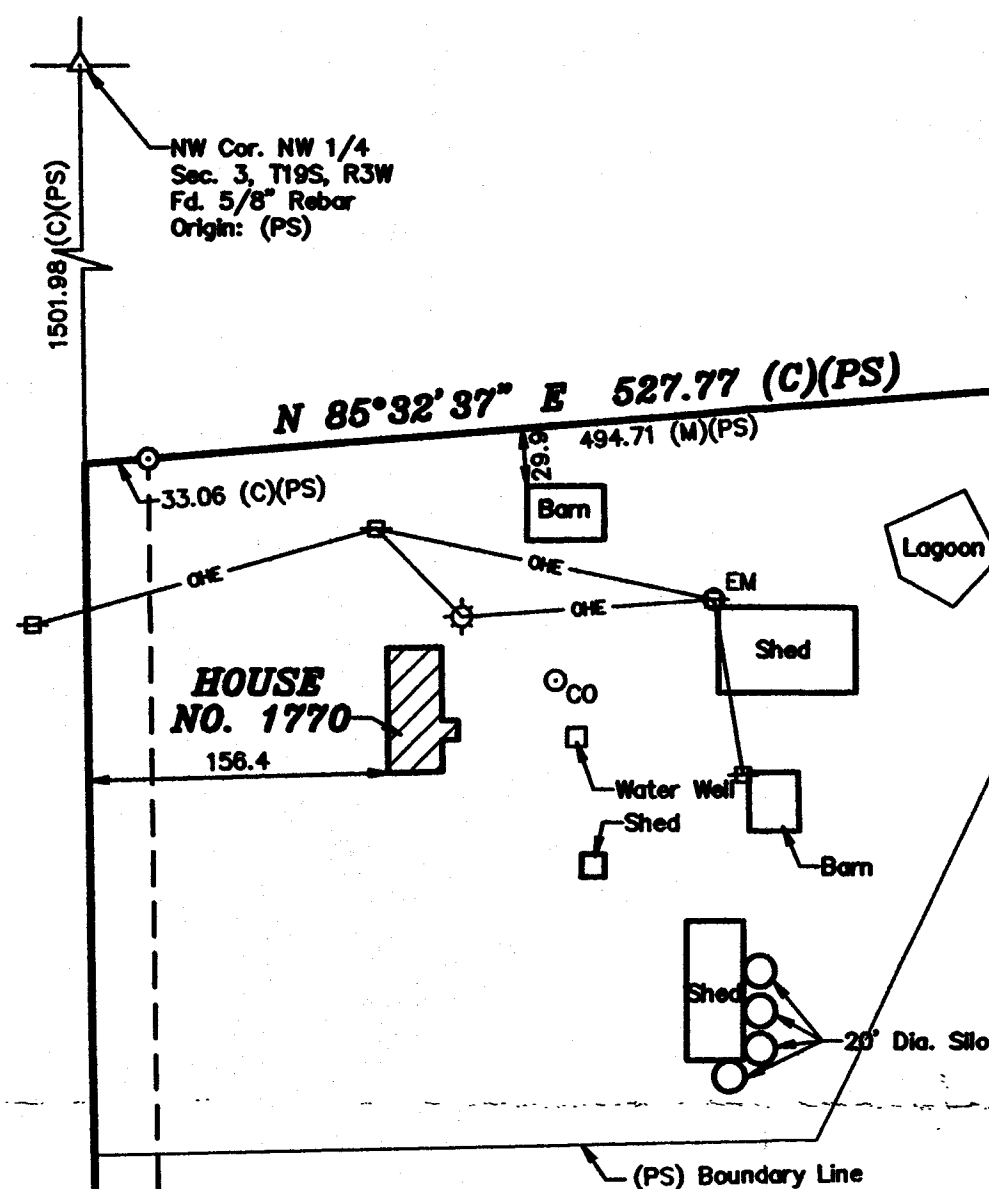 NW Cor. NW 1/4
Sec. 3, T19S, R3W
Fd. 5/8" Rebar
Origin: (PS)
1501.98 (C)(PS)
N 85°32'37" E 527.77 (C)(PS)
494.71 (M)(PS)
29.9
33.06 (C)(PS)
Barn
Lagoon
OHE
OHE
EM
OHE
Shed
HOUSE
NO. 1770
CO
156.4
Water Well
Shed
Barn
Shed
20' Dia. Silo
(PS) Boundary Line